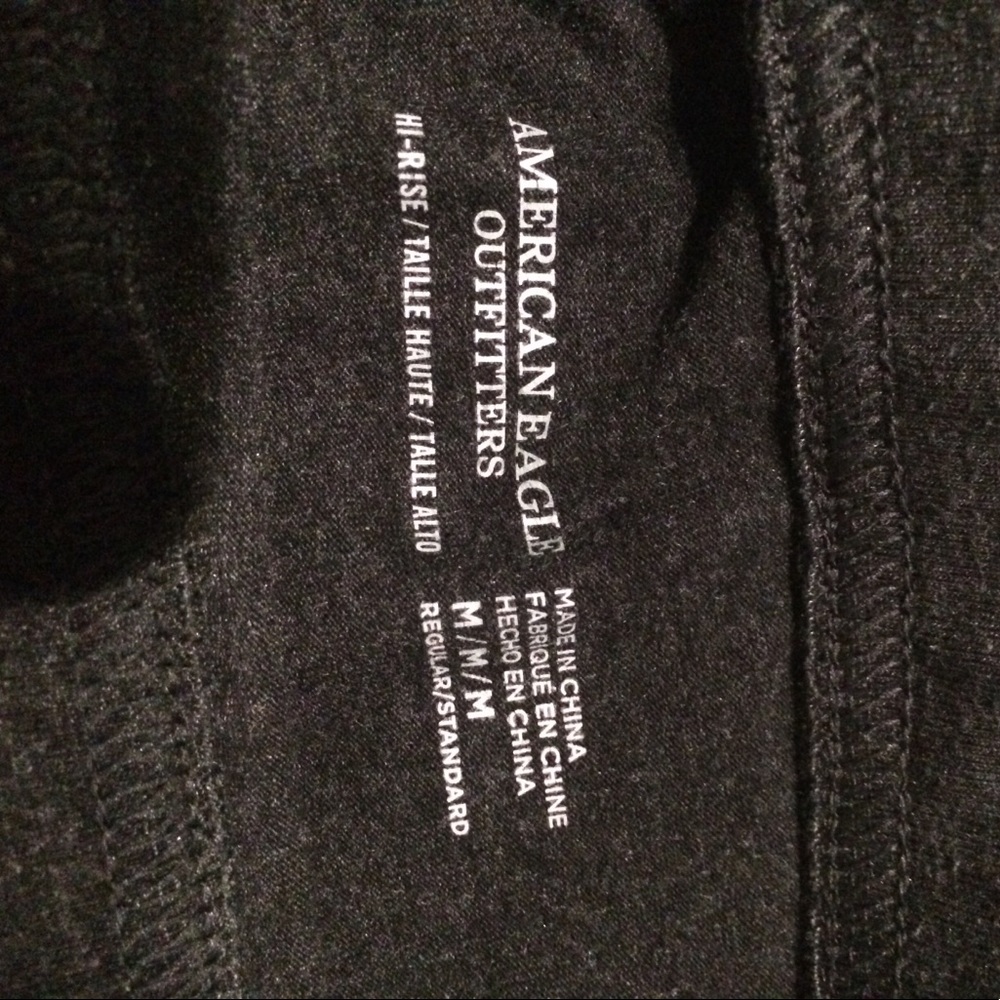 AMERICAN EAGLE
OUTFITTERS
HI-RISE / TAILLE HAUTE / TALLE ALTO
MADE IN CHINA
FABRIQUÉ EN CHINE
HECHO EN CHINA
M / M / M
REGULAR/STANDARD